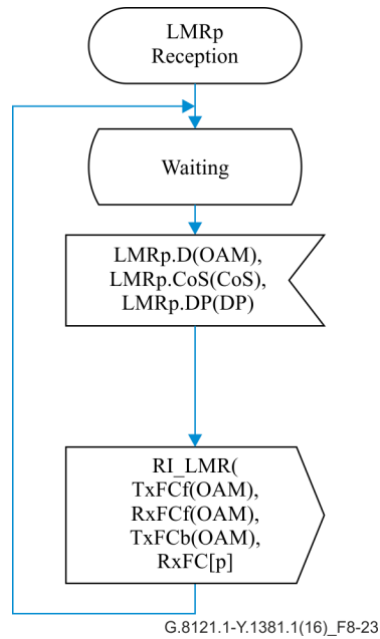 LMRp
Reception
Waiting
LMRp.D(OAM),
LMRp.CoS(CoS),
LMRp.DP(DP)
RI_LMR(
TxFCf(OAM),
RxFCf(OAM),
TxFCb(OAM),
RxFC[p]
G.8121.1-Y.1381.1(16)_F8-23